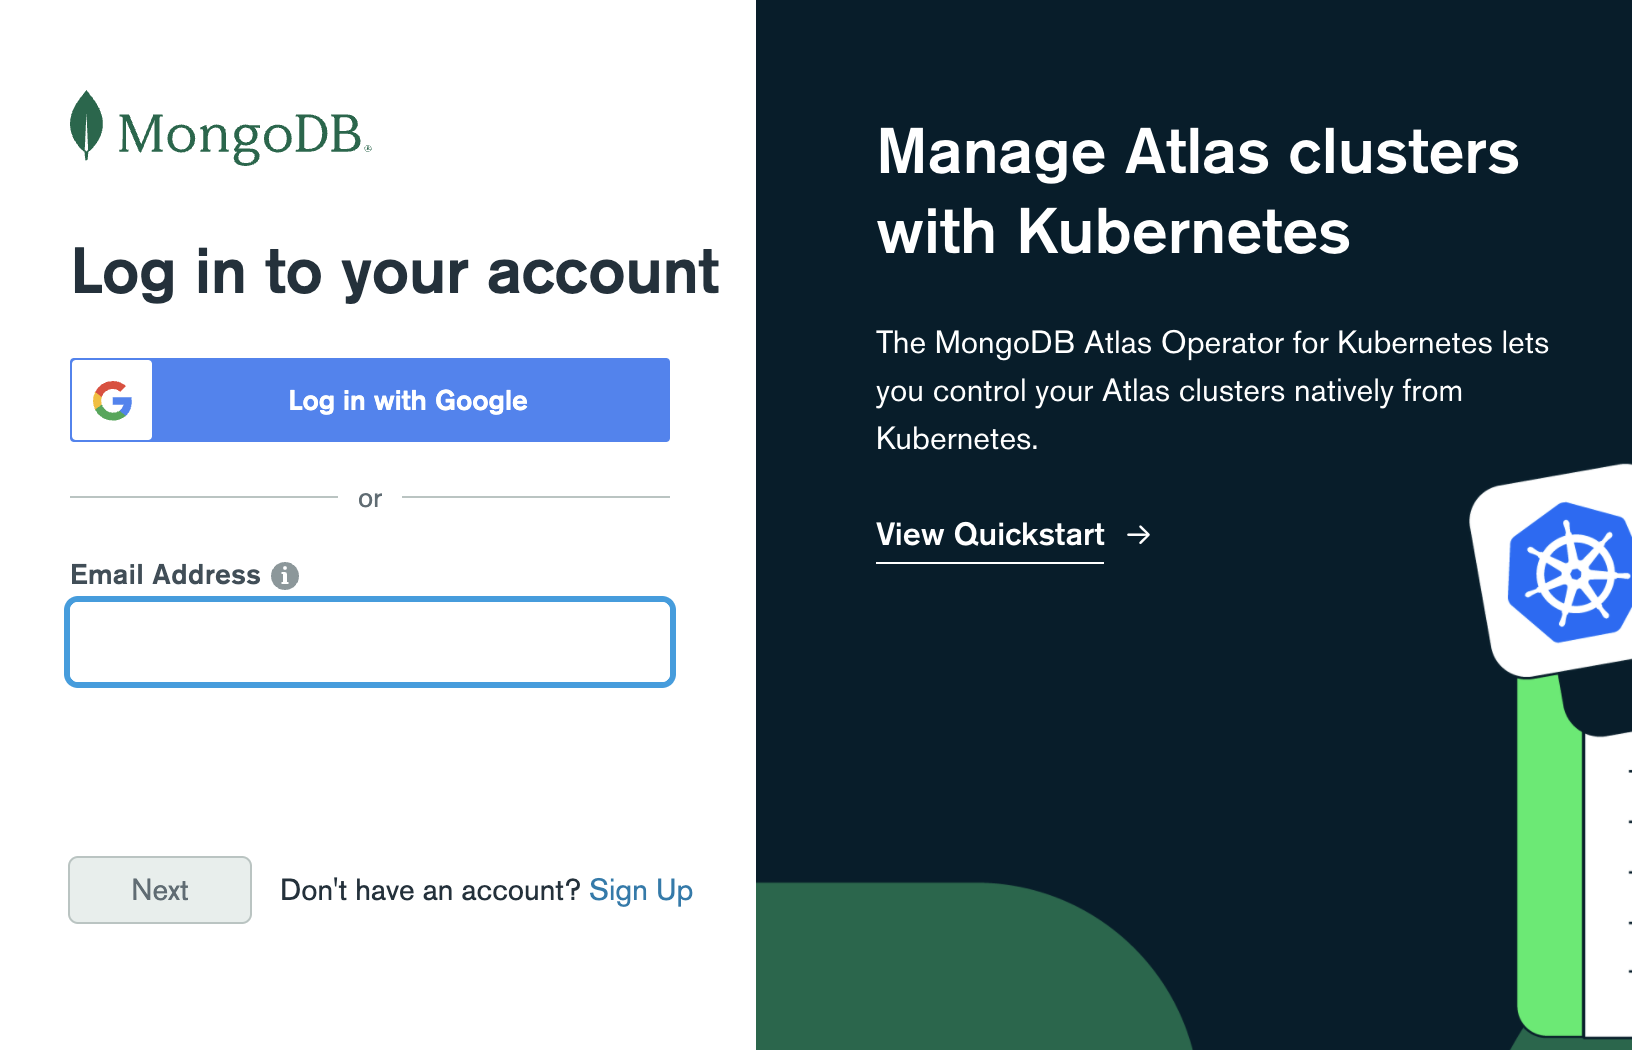 MongoDB®
Log in to your account
Log in with Google
or
Email Address
Next
Don't have an account? Sign Up
Manage Atlas clusters
with Kubernetes
The MongoDB Atlas Operator for Kubernetes lets
you control your Atlas clusters natively from
Kubernetes.
View Quickstart →